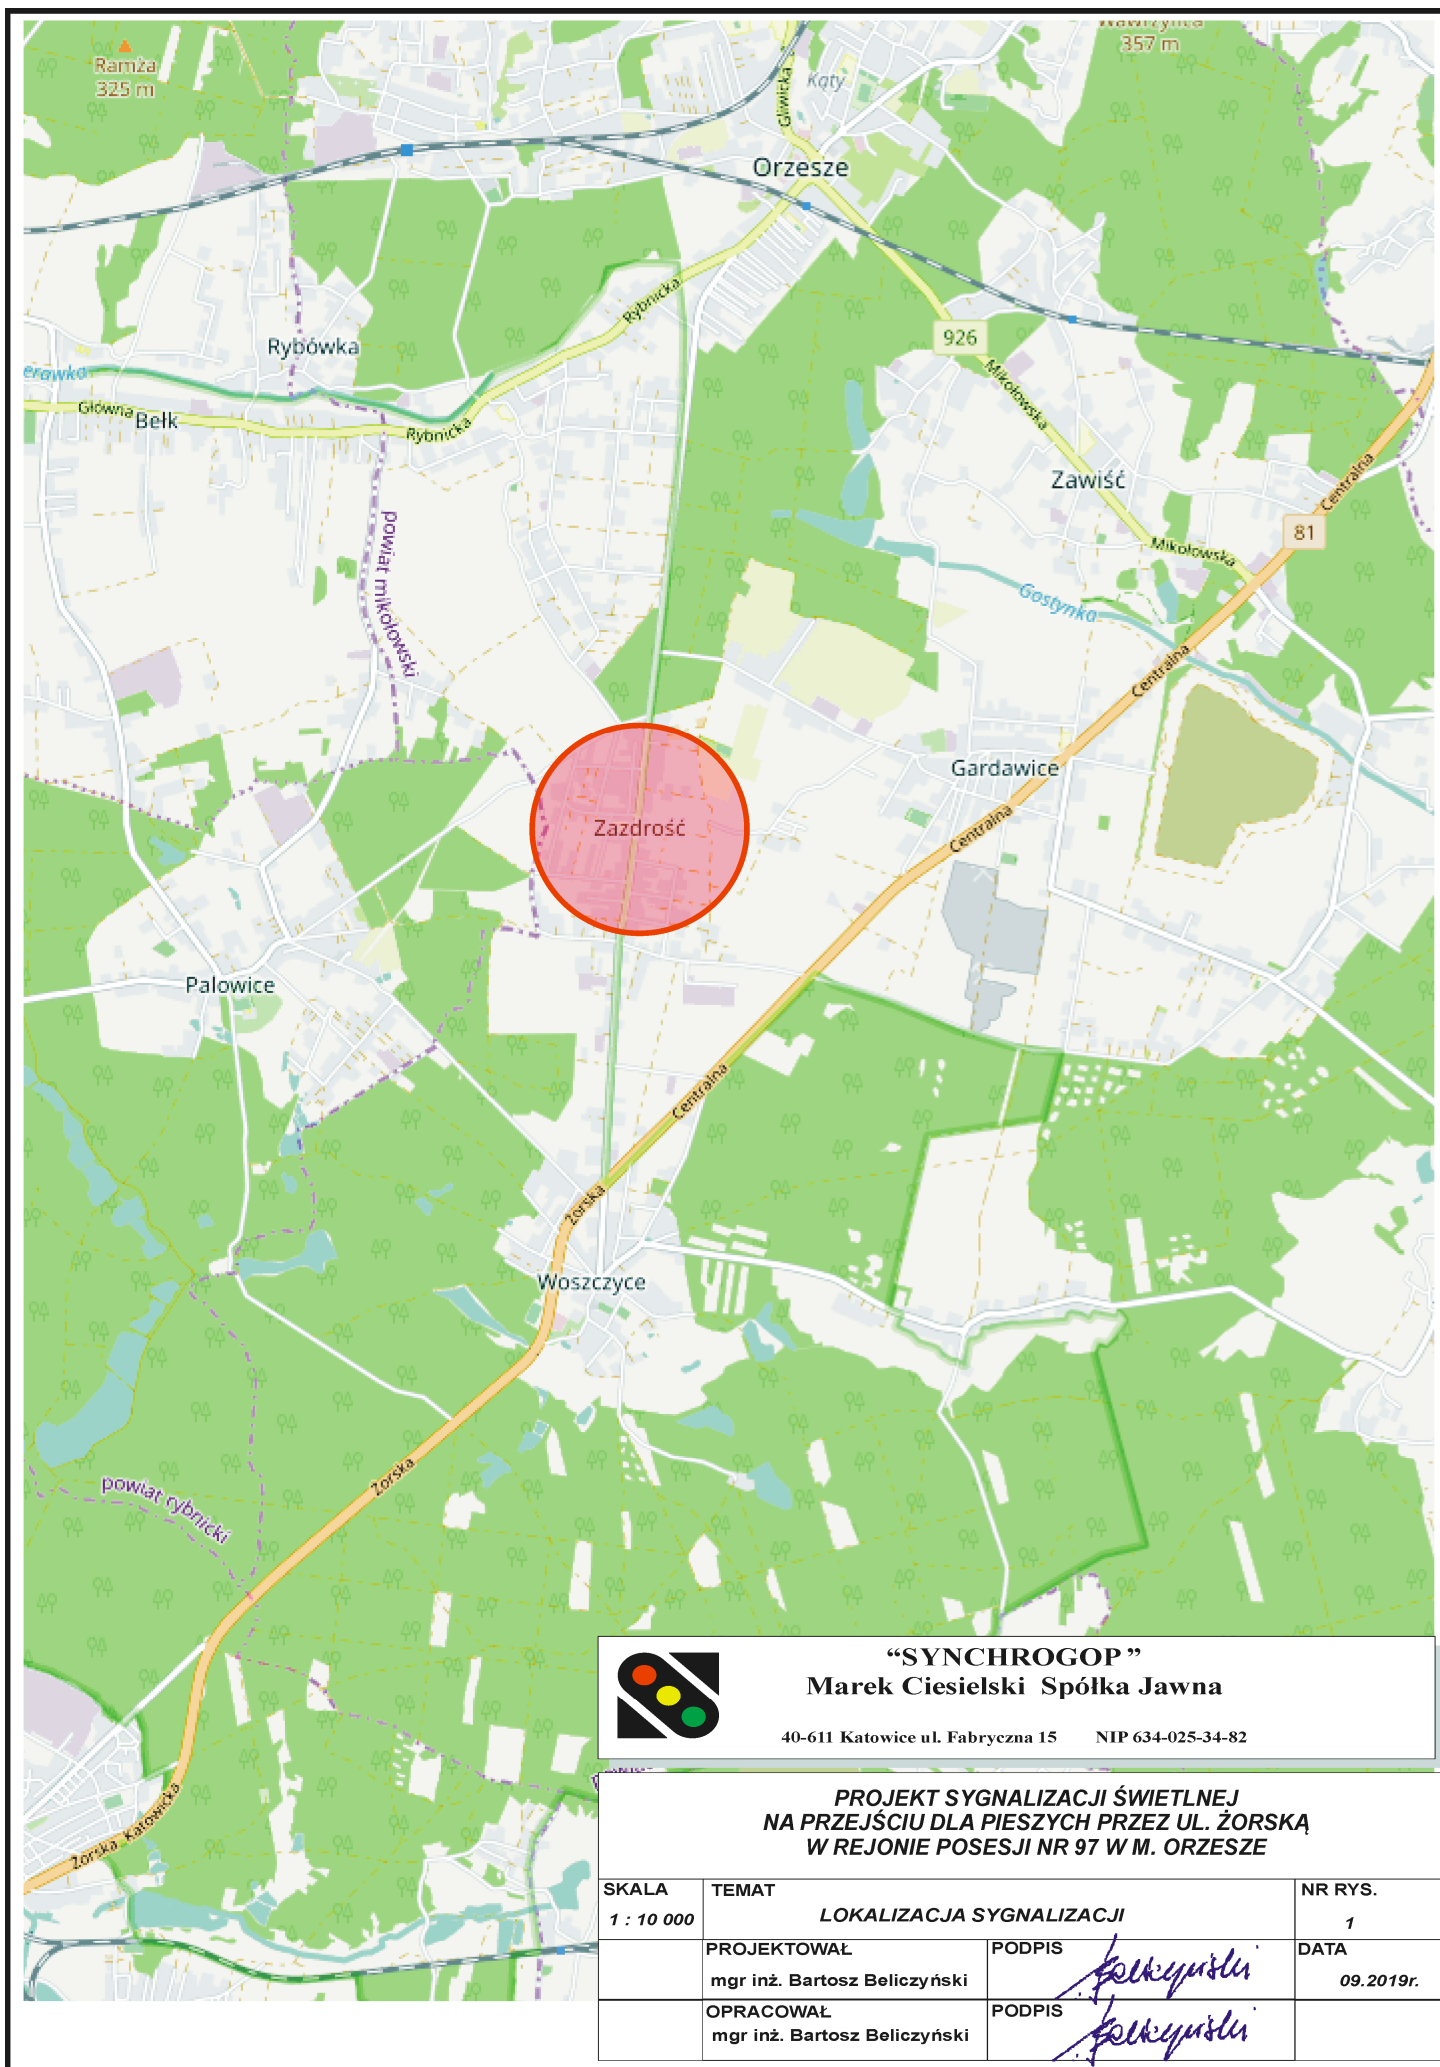 Wawrzyńca
357 m
Ramża
325 m
Kąty
Gliwicka
Orzesze
Rybnicka
926
Rybówka
Mikołowska
erawka
Główna
Bełk
Rybnicka
Zawiść
Centralna
81
powiat mikołowski
Mikołowska
Gostynka
Centralna
Gardawice
Zazdrość
Centralna
Palowice
Centralna
Żorska
Woszczyce
Żorska
powiat rybnicki
Żorska
Katowicka
“SYNCHROGOP”
Marek Ciesielski Spółka Jawna
40-611 Katowice ul. Fabryczna 15 NIP 634-025-34-82
PROJEKT SYGNALIZACJI ŚWIETLNEJ
NA PRZEJŚCIU DLA PIESZYCH PRZEZ UL. ŻORSKĄ
W REJONIE POSESJI NR 97 W M. ORZESZE
SKALA TEMAT NR RYS.
1 : 10 000 LOKALIZACJA SYGNALIZACJI 1
PROJEKTOWAŁ PODPIS DATA
mgr inż. Bartosz Beliczyński Beliczyński 09.2019r.
OPRACOWAŁ PODPIS
mgr inż. Bartosz Beliczyński Beliczyński